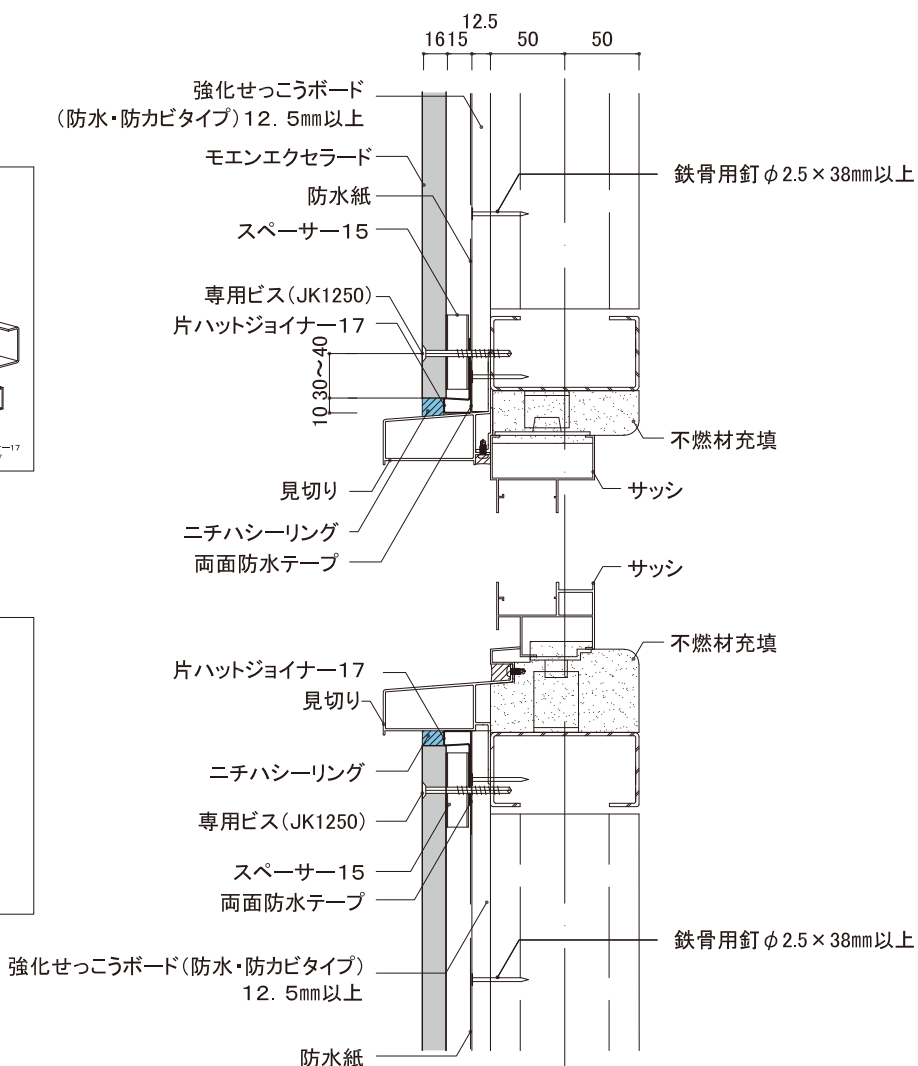 12.5
16 15 50 50
強化せっこうボード
(防水・防カビタイプ)12.5mm以上
モエンエクセラード
防水紙
スペーサー15
専用ビス(JK1250)
片ハットジョイナー17
鉄骨用釘φ2.5×38mm以上
10 30~40
不燃材充填
サッシ
見切り
ニチハシーリング
両面防水テープ
ー17
サッシ
不燃材充填
片ハットジョイナー17
見切り
ニチハシーリング
専用ビス(JK1250)
スペーサー15
両面防水テープ
鉄骨用釘φ2.5×38mm以上
強化せっこうボード(防水・防カビタイプ)
12.5mm以上
防水紙